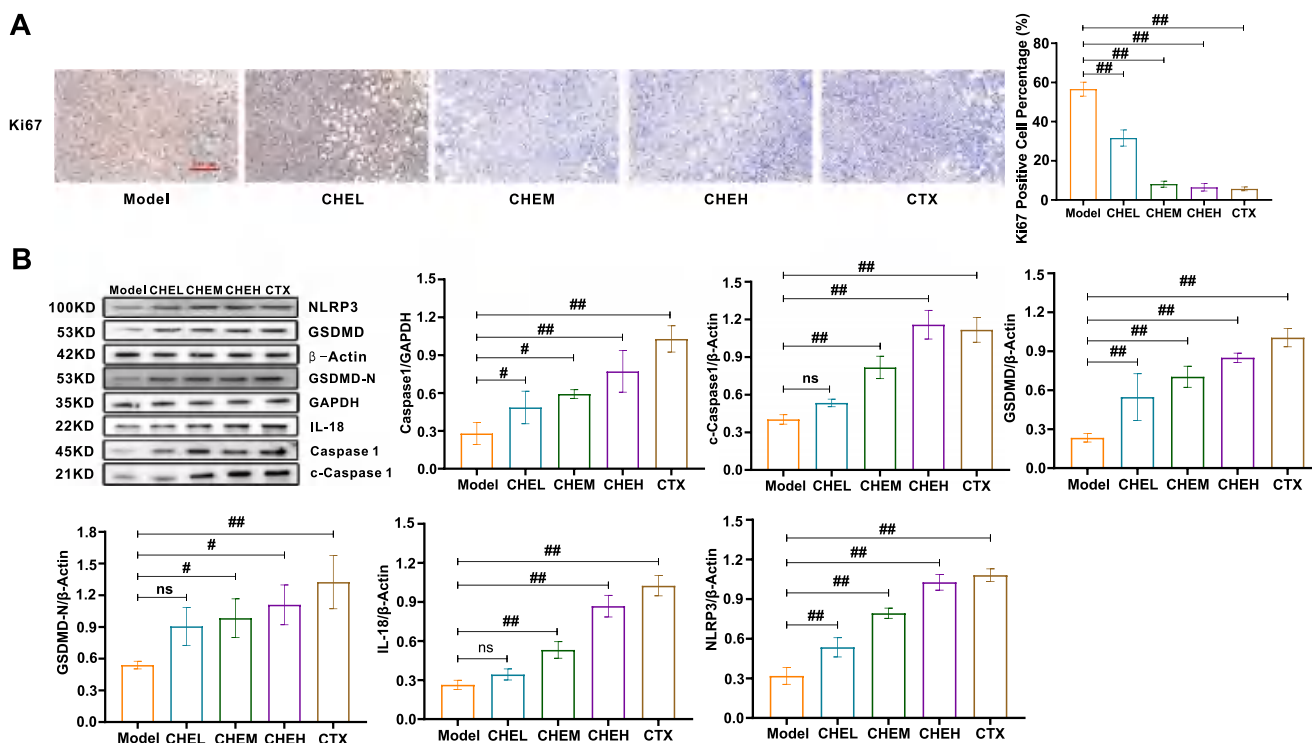 A
Ki67
Model
CHEL
CHEM
CHEH
CTX
Ki67 Positive Cell Percentage (%)
80
60
40
20
0
##
##
##
##
Model CHEL CHEM CHEH CTX
B
Model CHEL CHEM CHEH CTX
100KD NLRP3
53KD GSDMD
42KD β-Actin
53KD GSDMD-N
35KD GAPDH
22KD IL-18
45KD Caspase 1
21KD c-Caspase 1
Caspase1/GAPDH
1.5
1.2
0.9
0.6
0.3
0.0
##
##
#
#
Model CHEL CHEM CHEH CTX
c-Caspase1/β-Actin
1.5
1.2
0.9
0.6
0.3
0.0
##
##
##
ns
Model CHEL CHEM CHEH CTX
GSDMD/β-Actin
1.5
1.2
0.9
0.6
0.3
0.0
##
##
##
##
Model CHEL CHEM CHEH CTX
GSDMD-N/β-Actin
1.8
1.5
1.2
0.9
0.6
0.3
0.0
##
#
#
ns
Model CHEL CHEM CHEH CTX
IL-18/β-Actin
1.5
1.2
0.9
0.6
0.3
0.0
##
##
##
ns
Model CHEL CHEM CHEH CTX
NLRP3/β-Actin
1.5
1.2
0.9
0.6
0.3
0.0
##
##
##
##
Model CHEL CHEM CHEH CTX